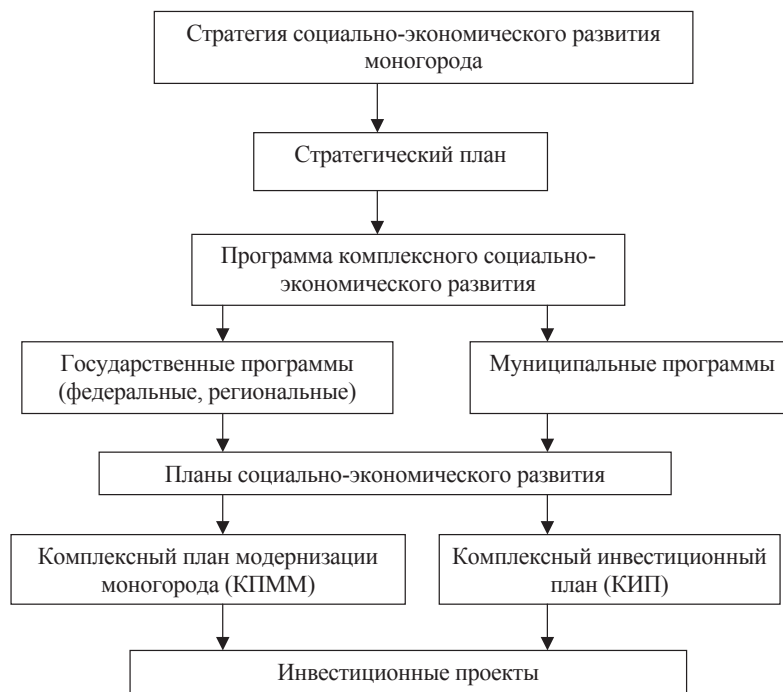 Стратегия социально-экономического развития
моногорода
Стратегический план
Программа комплексного социально-
экономического развития
Государственные программы
(федеральные, региональные)
Муниципальные программы
Планы социально-экономического развития
Комплексный план модернизации
моногорода (КПММ)
Комплексный инвестиционный
план (КИП)
Инвестиционные проекты